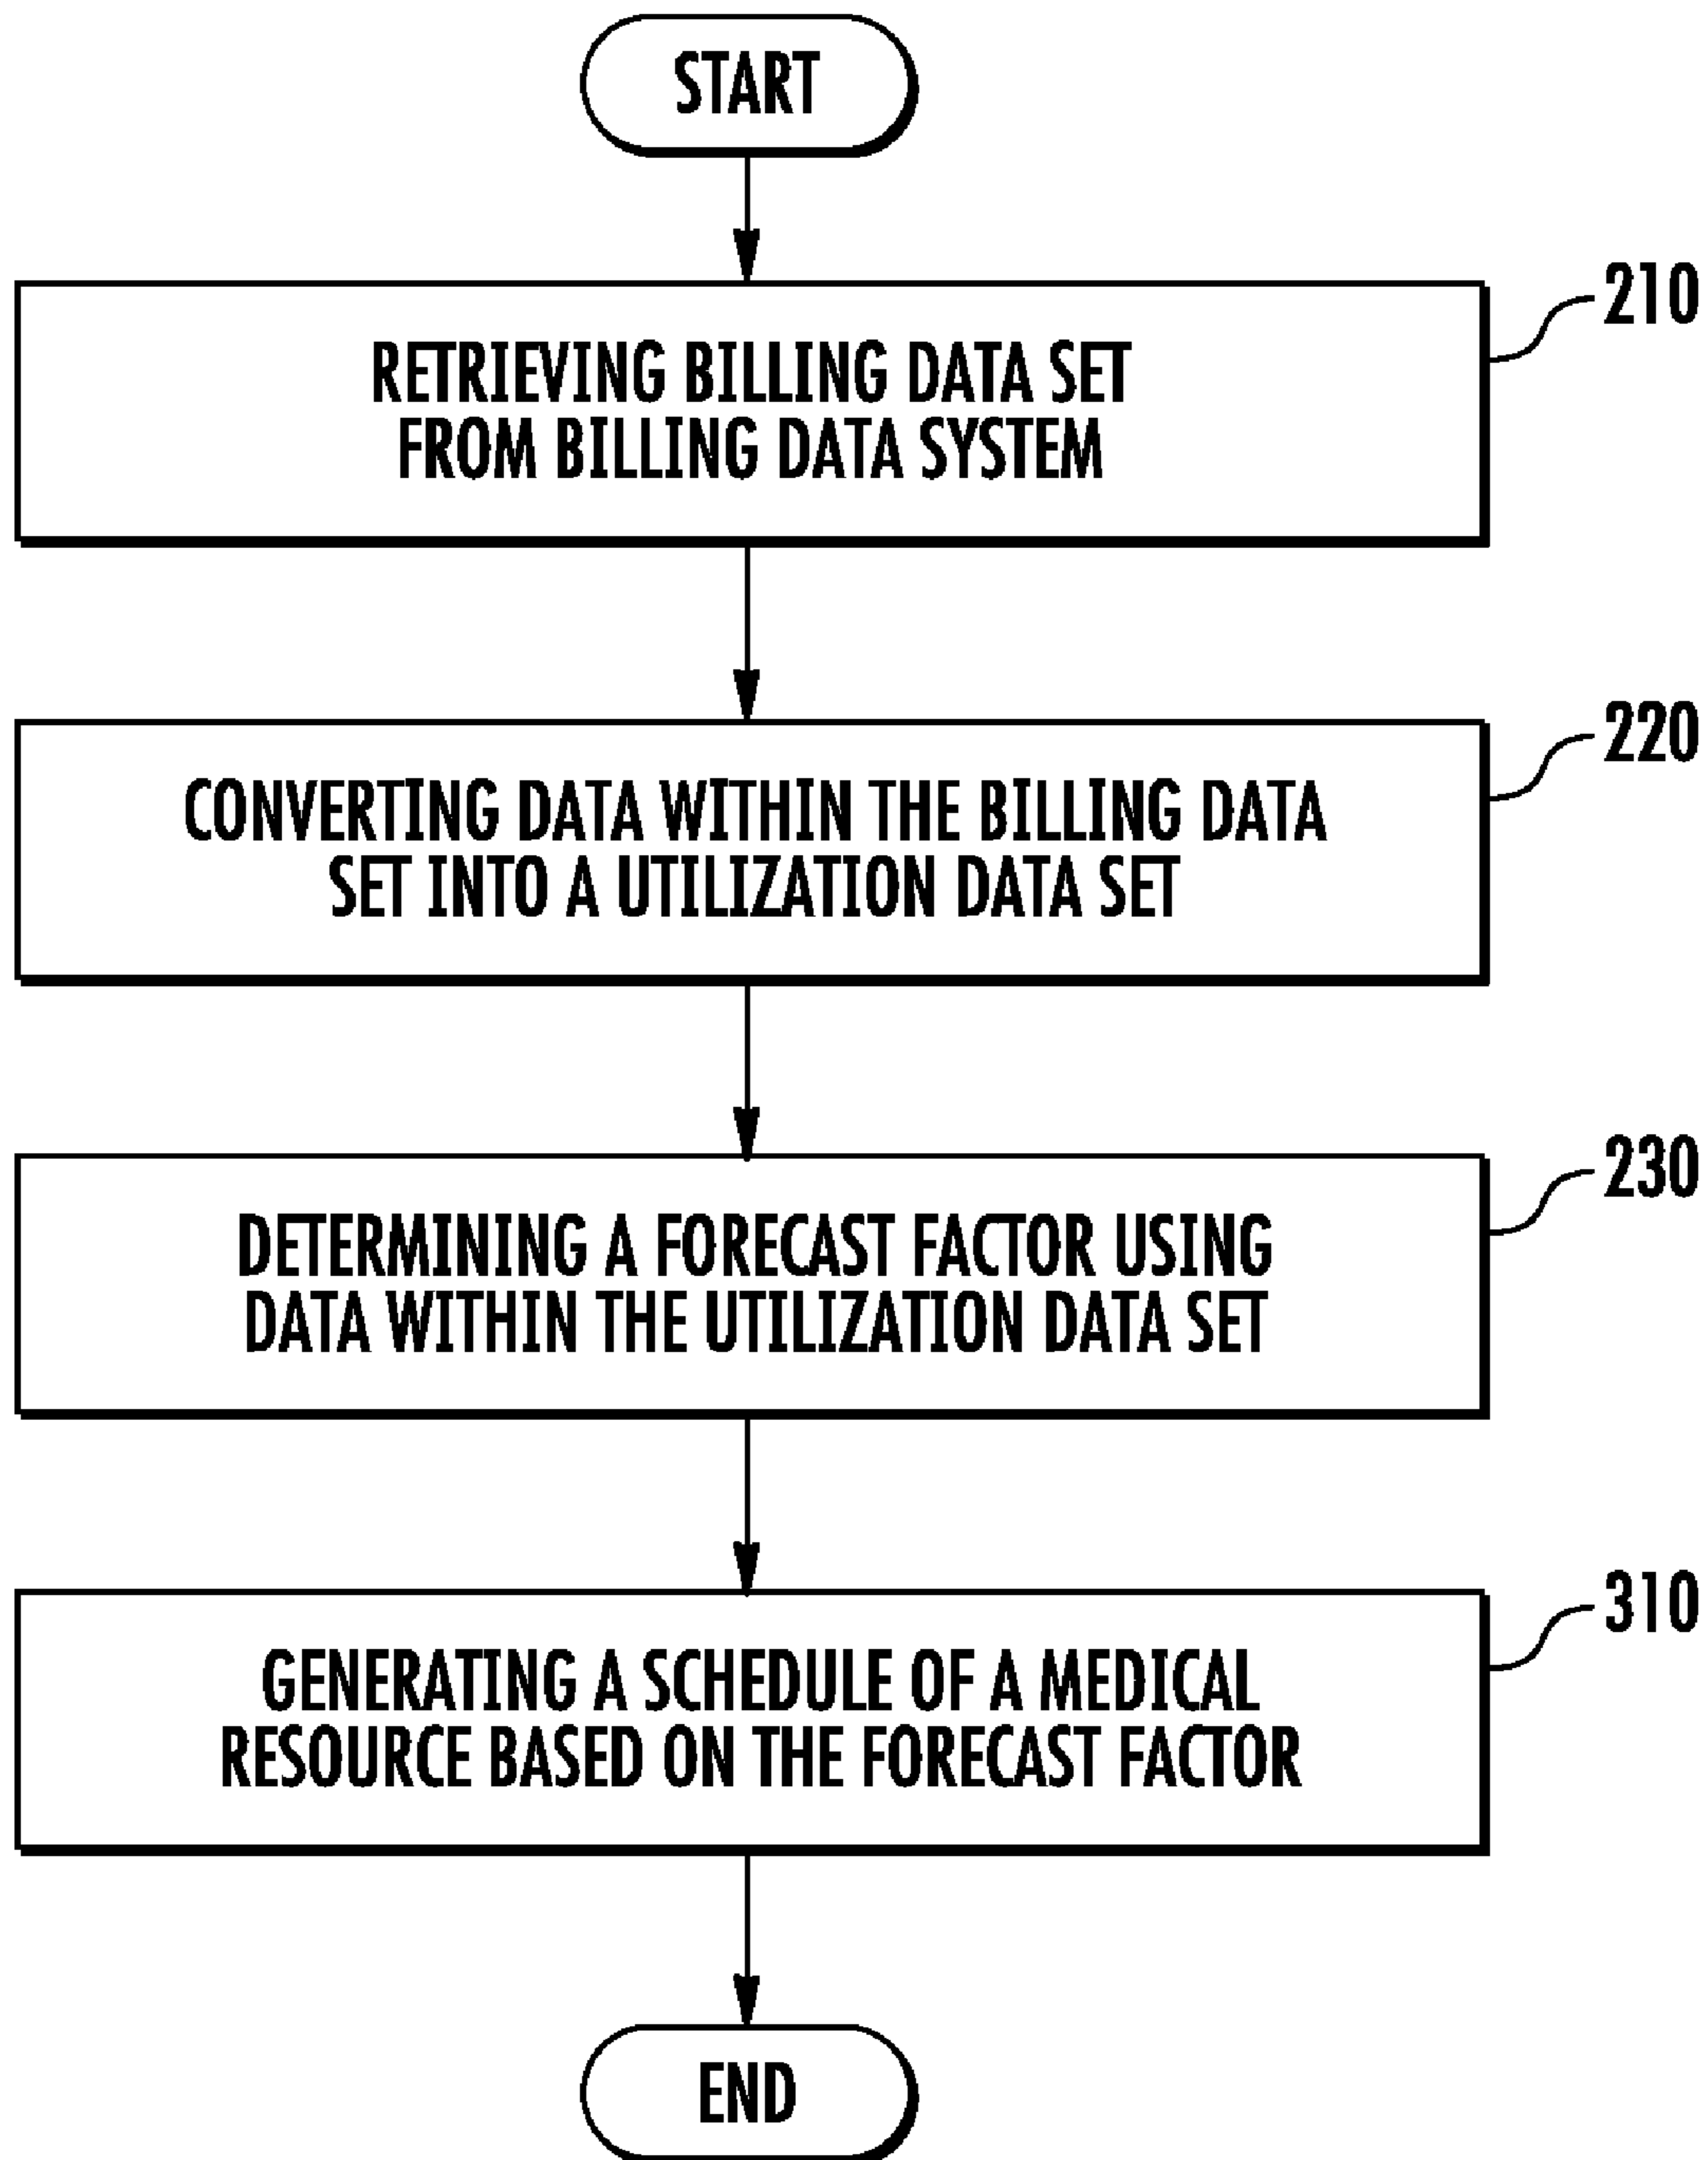 START
210
RETRIEVING BILLING DATA SET
FROM BILLING DATA SYSTEM
220
CONVERTING DATA WITHIN THE BILLING DATA
SET INTO A UTILIZATION DATA SET
230
DETERMINING A FORECAST FACTOR USING
DATA WITHIN THE UTILIZATION DATA SET
310
GENERATING A SCHEDULE OF A MEDICAL
RESOURCE BASED ON THE FORECAST FACTOR
END